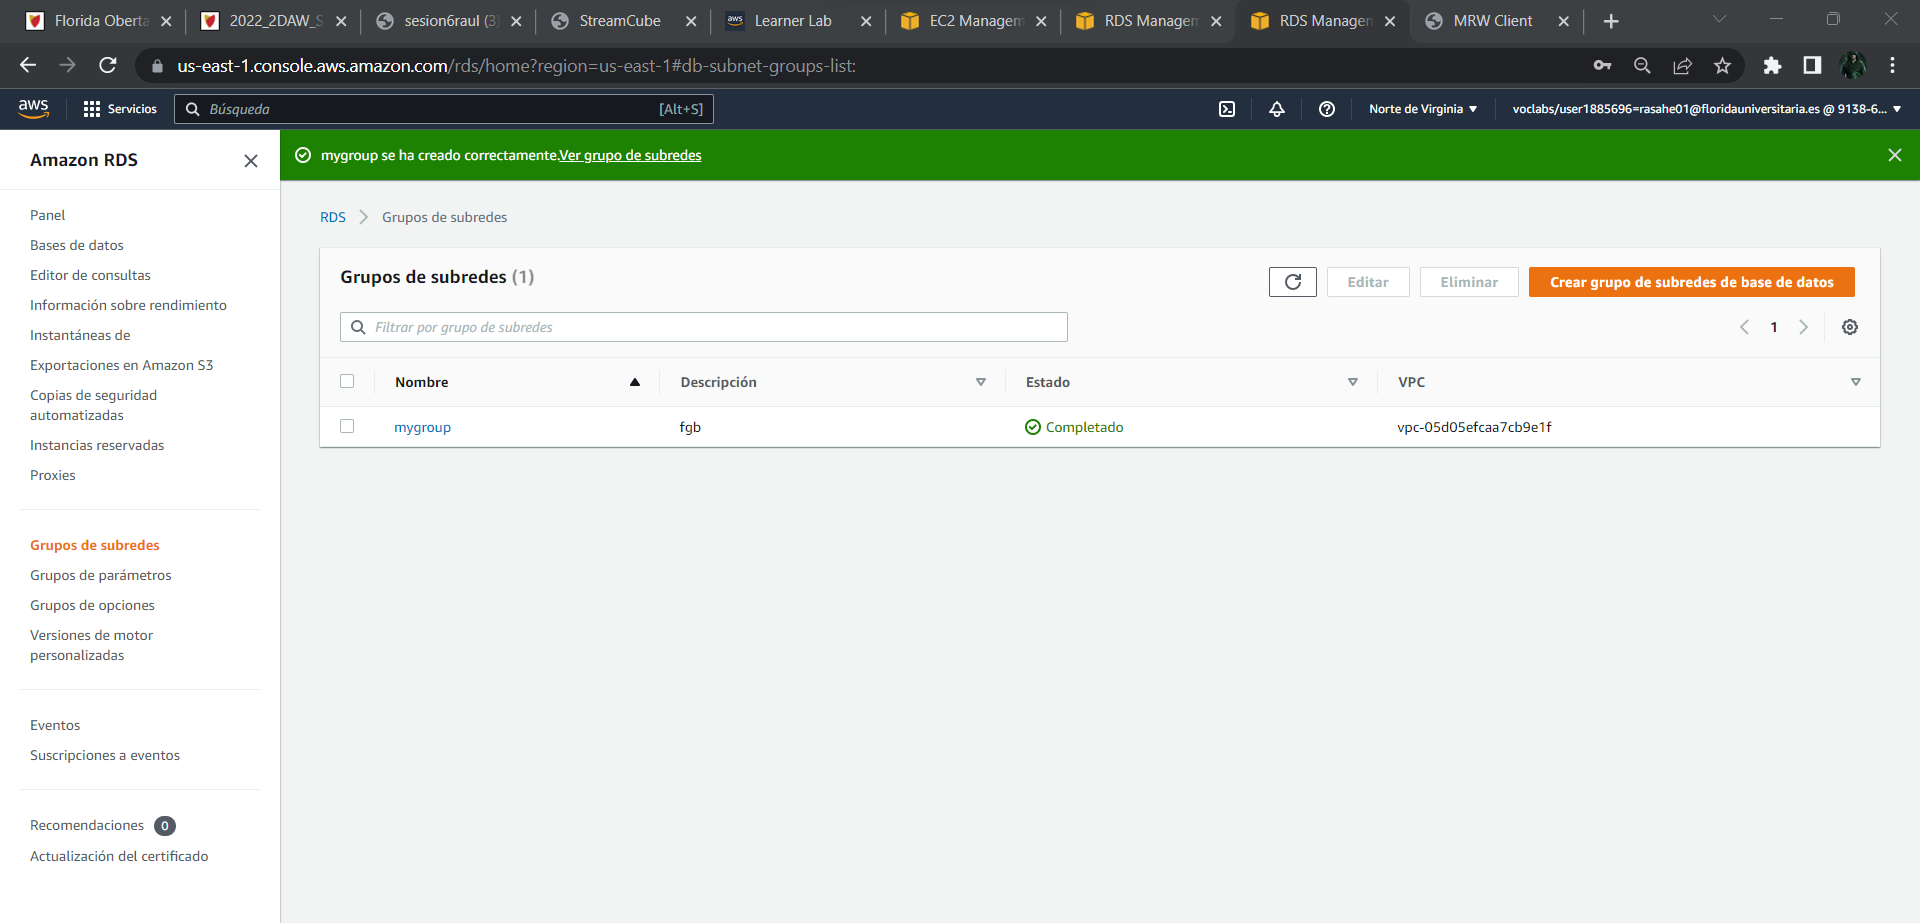 Florida Oberta
2022_2DAW_S
sesion6raul (3)
StreamCube
Learner Lab
EC2 Managem
RDS Managem
RDS Managem
MRW Client
us-east-1.console.aws.amazon.com/rds/home?region=us-east-1#db-subnet-groups-list:
aws
Servicios
Búsqueda
[Alt+S]
Norte de Virginia
voclabs/user1885696=rasahe01@floridauniversitaria.es @ 9138-6...
Amazon RDS
mygroup se ha creado correctamente.Ver grupo de subredes
Panel
Bases de datos
Editor de consultas
Información sobre rendimiento
Instantáneas de
Exportaciones en Amazon S3
Copias de seguridad
automatizadas
Instancias reservadas
Proxies
Grupos de subredes
Grupos de parámetros
Grupos de opciones
Versiones de motor
personalizadas
Eventos
Suscripciones a eventos
Recomendaciones 0
Actualización del certificado
RDS > Grupos de subredes
Grupos de subredes (1)
Editar
Eliminar
Crear grupo de subredes de base de datos
Filtrar por grupo de subredes
1
Nombre Descripción Estado VPC
mygroup fgb Completado vpc-05d05efcaa7cb9e1f